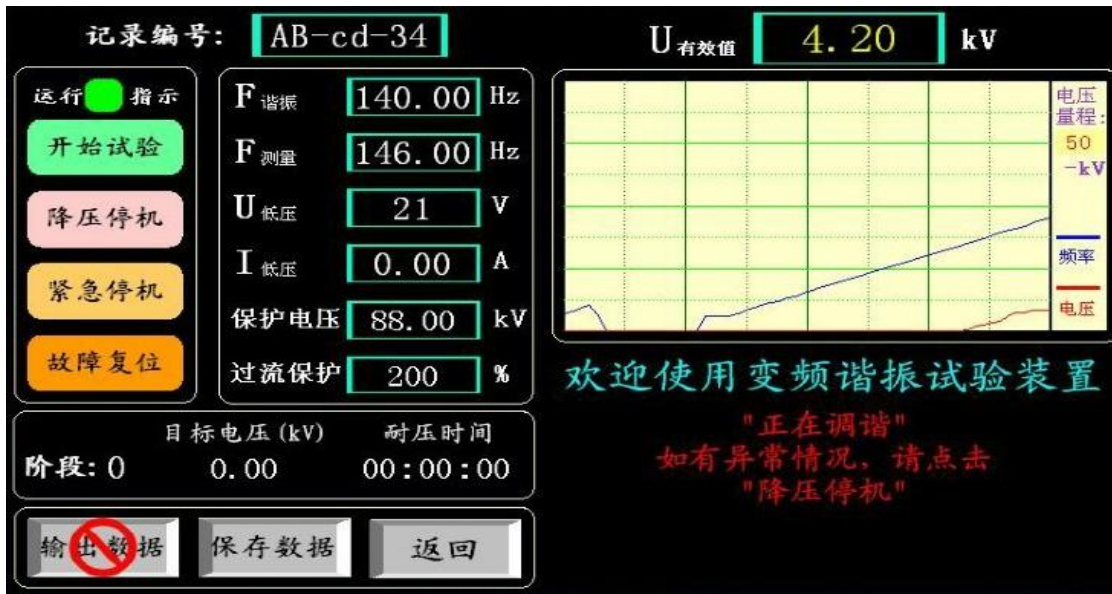 记录编号: AB-cd-34
U有效值 4.20 kV
运行 指示
开始试验
降压停机
紧急停机
故障复位
F谐振 140.00 Hz
F测量 146.00 Hz
U低压 21 V
I低压 0.00 A
保护电压 88.00 kV
过流保护 200 %
电压
量程:
50
-kV
频率
电压
目标电压(kV) 耐压时间
阶段: 0 0.00 00:00:00
输出数据 保存数据 返回
欢迎使用变频谐振试验装置
"正在调谐"
如有异常情况，请点击
"降压停机"